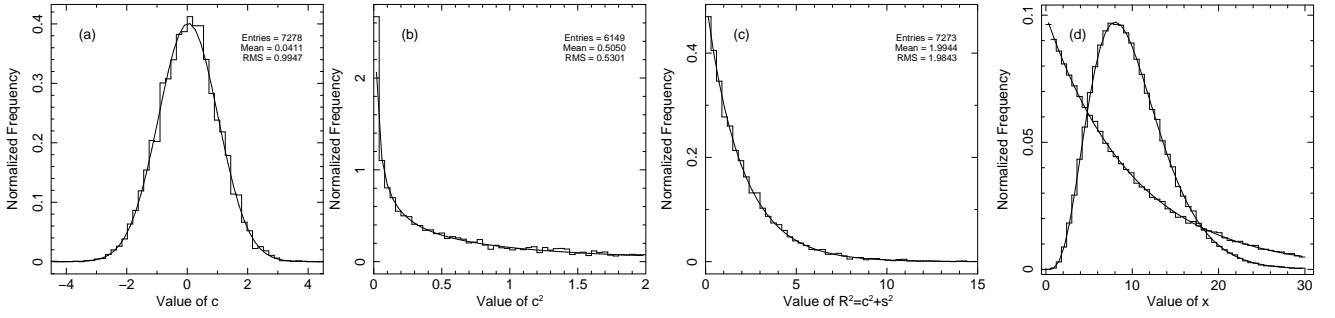 (a)
Entries = 7278
Mean = 0.0411
RMS = 0.9947
Normalized Frequency
0.4
0.3
0.2
0.1
0
−4 −2 0 2 4
Value of c
(b)
Entries = 6149
Mean = 0.5050
RMS = 0.5301
Normalized Frequency
2
1
0
0 0.5 1 1.5 2
Value of c²
(c)
Entries = 7273
Mean = 1.9944
RMS = 1.9843
Normalized Frequency
0.4
0.2
0
0 5 10 15
Value of R²=c²+s²
(d)
Normalized Frequency
0.1
0.05
0
0 10 20 30
Value of x